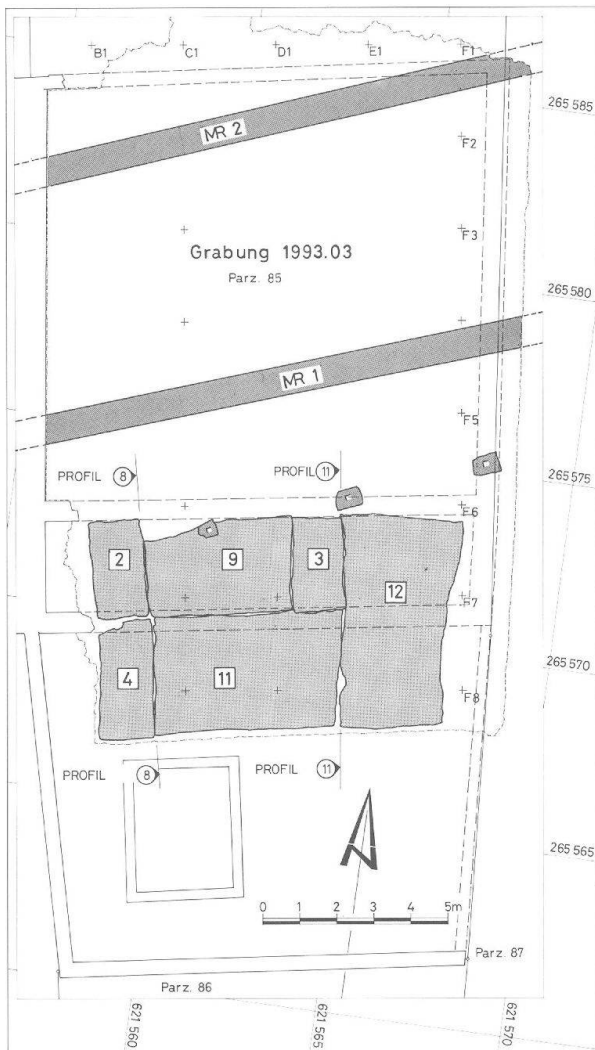 B1 C1 D1 E1 F1
265 585
MR 2
F2
F3
Grabung 1993.03
Parz. 85
265 580
MR 1
F5
265 575
PROFIL 8
PROFIL 11
F6
2 9 3
12
F7
4 11
265 570
F8
PROFIL 8
PROFIL 11
N
265 565
0 1 2 3 4 5m
Parz. 87
Parz. 86
621 560
621 565
621 570